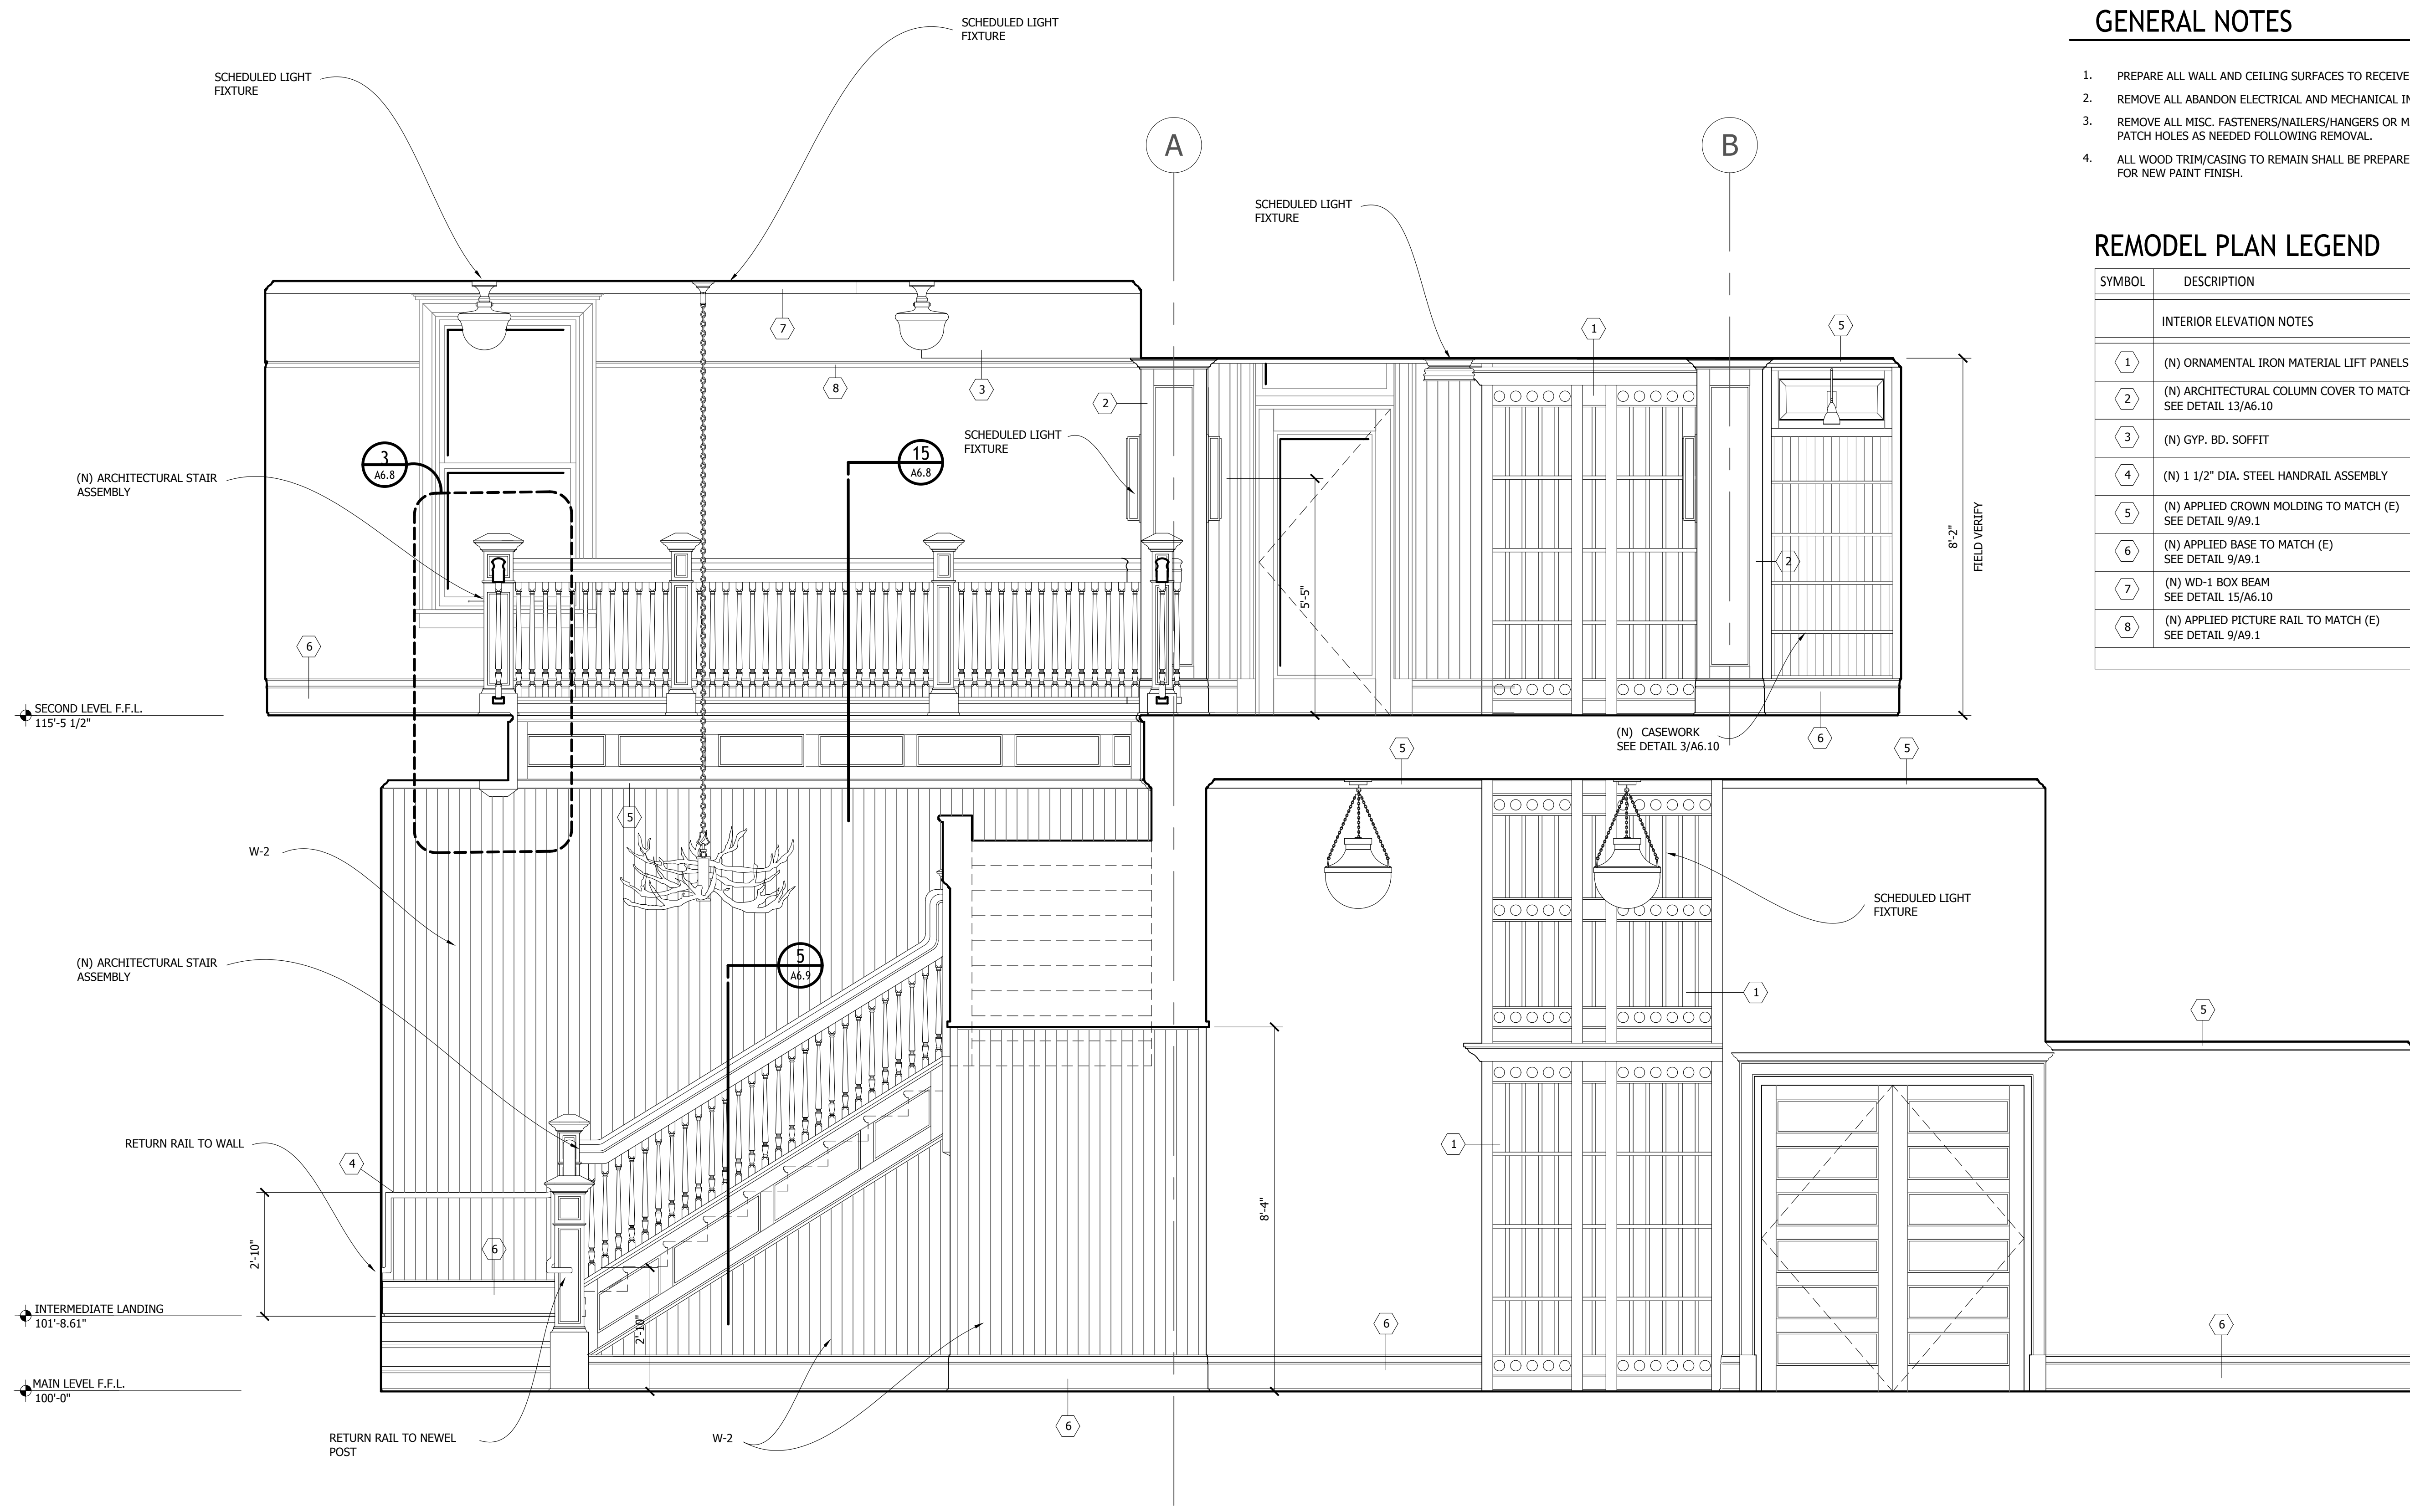 GENERAL NOTES
1. PREPARE ALL WALL AND CEILING SURFACES TO RECEIVE
2. REMOVE ALL ABANDON ELECTRICAL AND MECHANICAL
3. REMOVE ALL MISC. FASTENERS/NAILERS/HANGERS OR
PATCH HOLES AS NEEDED FOLLOWING REMOVAL.
4. ALL WOOD TRIM/CASING TO REMAIN SHALL BE PREPARE
FOR NEW PAINT FINISH.
REMODEL PLAN LEGEND
SYMBOL DESCRIPTION
INTERIOR ELEVATION NOTES
1 (N) ORNAMENTAL IRON MATERIAL LIFT PANELS
2 (N) ARCHITECTURAL COLUMN COVER TO MATCH
SEE DETAIL 13/A6.10
3 (N) GYP. BD. SOFFIT
4 (N) 1 1/2" DIA. STEEL HANDRAIL ASSEMBLY
5 (N) APPLIED CROWN MOLDING TO MATCH (E)
SEE DETAIL 9/A9.1
6 (N) APPLIED BASE TO MATCH (E)
SEE DETAIL 9/A9.1
7 (N) WD-1 BOX BEAM
SEE DETAIL 15/A6.10
8 (N) APPLIED PICTURE RAIL TO MATCH (E)
SEE DETAIL 9/A9.1
SCHEDULED LIGHT
FIXTURE
SCHEDULED LIGHT
FIXTURE
A
B
SCHEDULED LIGHT
FIXTURE
7
1
5
8
3
2
SCHEDULED LIGHT
FIXTURE
3
A6.8
15
A6.8
(N) ARCHITECTURAL STAIR
ASSEMBLY
8'-2"
FIELD VERIFY
2
5'-5"
6
SECOND LEVEL F.F.L.
115'-5 1/2"
(N) CASEWORK
SEE DETAIL 3/A6.10
6
5
5
5
W-2
SCHEDULED LIGHT
FIXTURE
(N) ARCHITECTURAL STAIR
ASSEMBLY
5
A6.9
1
5
RETURN RAIL TO WALL
4
1
8'-4"
2'-10"
6
INTERMEDIATE LANDING
101'-8.61"
2'-10"
6
6
MAIN LEVEL F.F.L.
100'-0"
6
RETURN RAIL TO NEWEL
POST
W-2